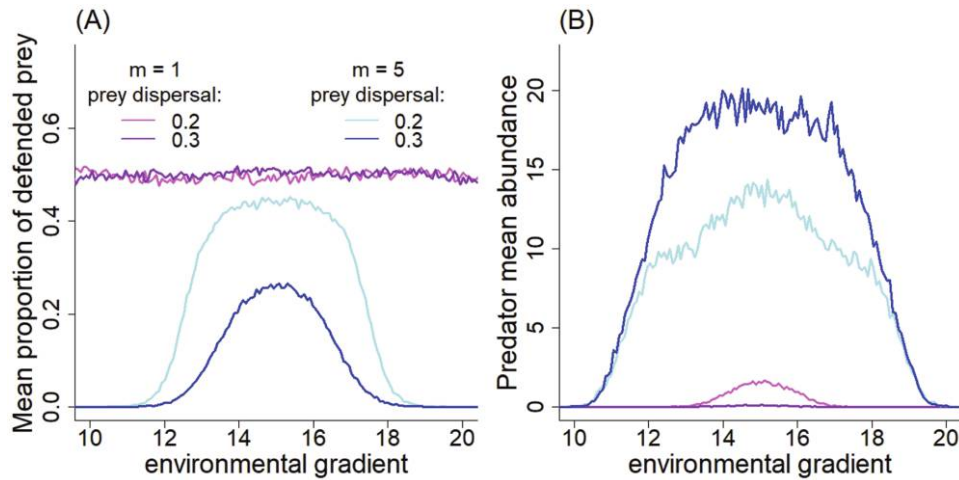 (A)
Mean proportion of defended prey
0.6
0.4
0.2
0.0
m = 1
prey dispersal:
0.2
0.3
m = 5
prey dispersal:
0.2
0.3
10 12 14 16 18 20
environmental gradient
(B)
Predator mean abundance
20
15
10
5
0
10 12 14 16 18 20
environmental gradient